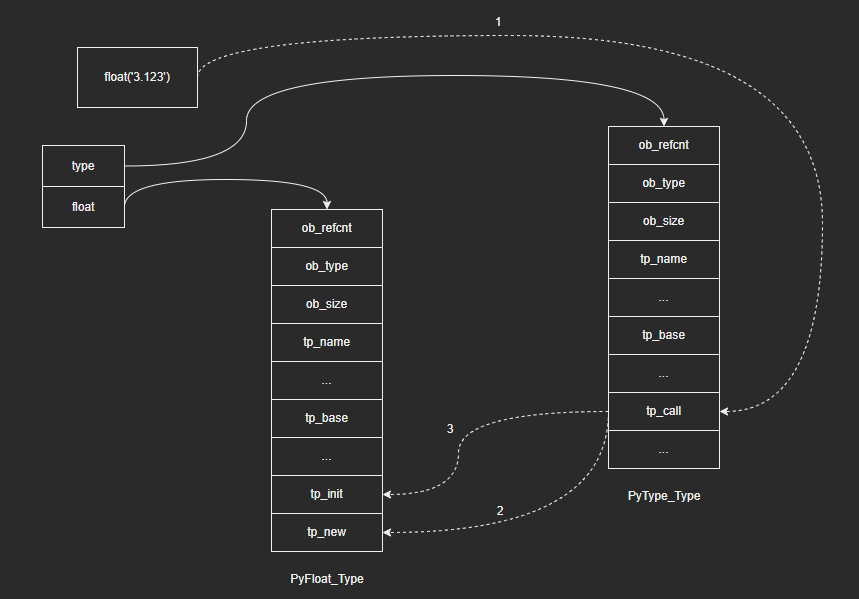 1
float('3.123')
type
float
ob_refcnt
ob_type
ob_size
tp_name
...
tp_base
...
tp_init
tp_new
PyFloat_Type
ob_refcnt
ob_type
ob_size
tp_name
...
tp_base
...
tp_call
...
PyType_Type
3
2